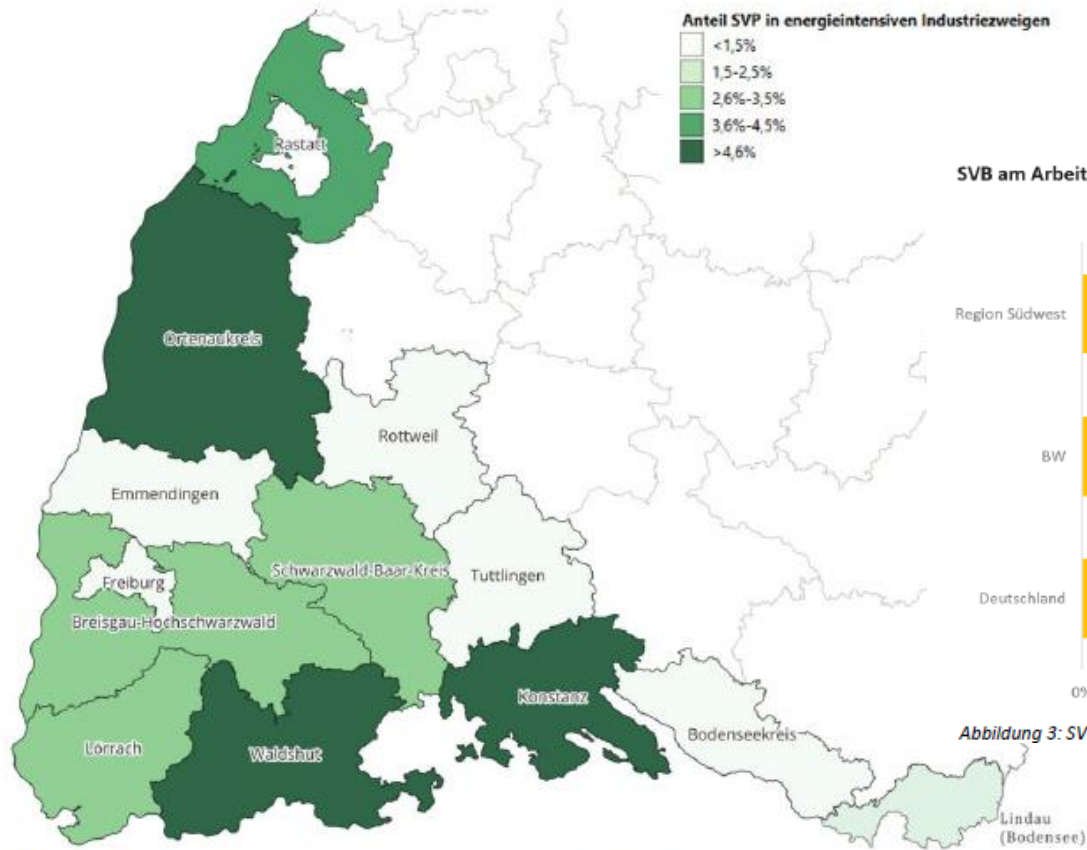 Anteil SVP in energieintensiven Industriezweigen
<1,5%
1,5-2,5%
2,6%-3,5%
3,6%-4,5%
>4,6%
Rastatt
Ortenaukreis
Rottweil
Emmendingen
Freiburg
Schwarzwald-Baar-Kreis
Tuttlingen
Breisgau-Hochschwarzwald
Konstanz
Lörrach
Waldshut
Bodenseekreis
Lindau
(Bodensee)
SVB am Arbeit
Region Südwest
BW
Deutschland
0%
Abbildung 3: SV